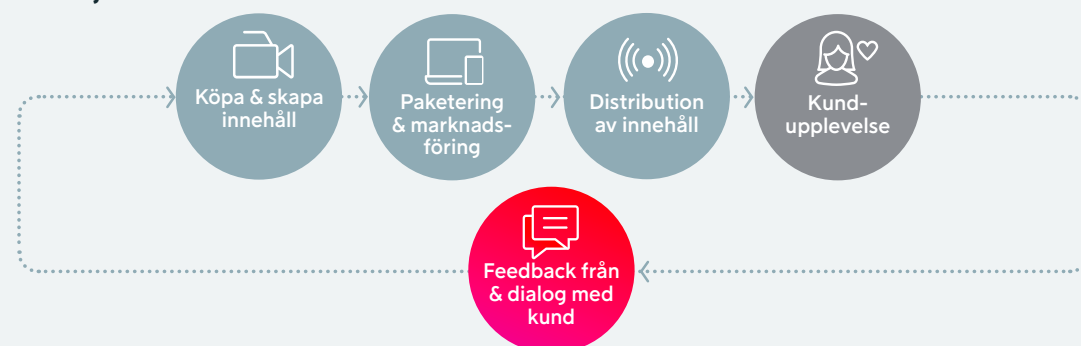 Köpa & skapa
innehåll
Paketering
& marknads-
föring
Distribution
av innehåll
Kund-
upplevelse
Feedback från
& dialog med
kund